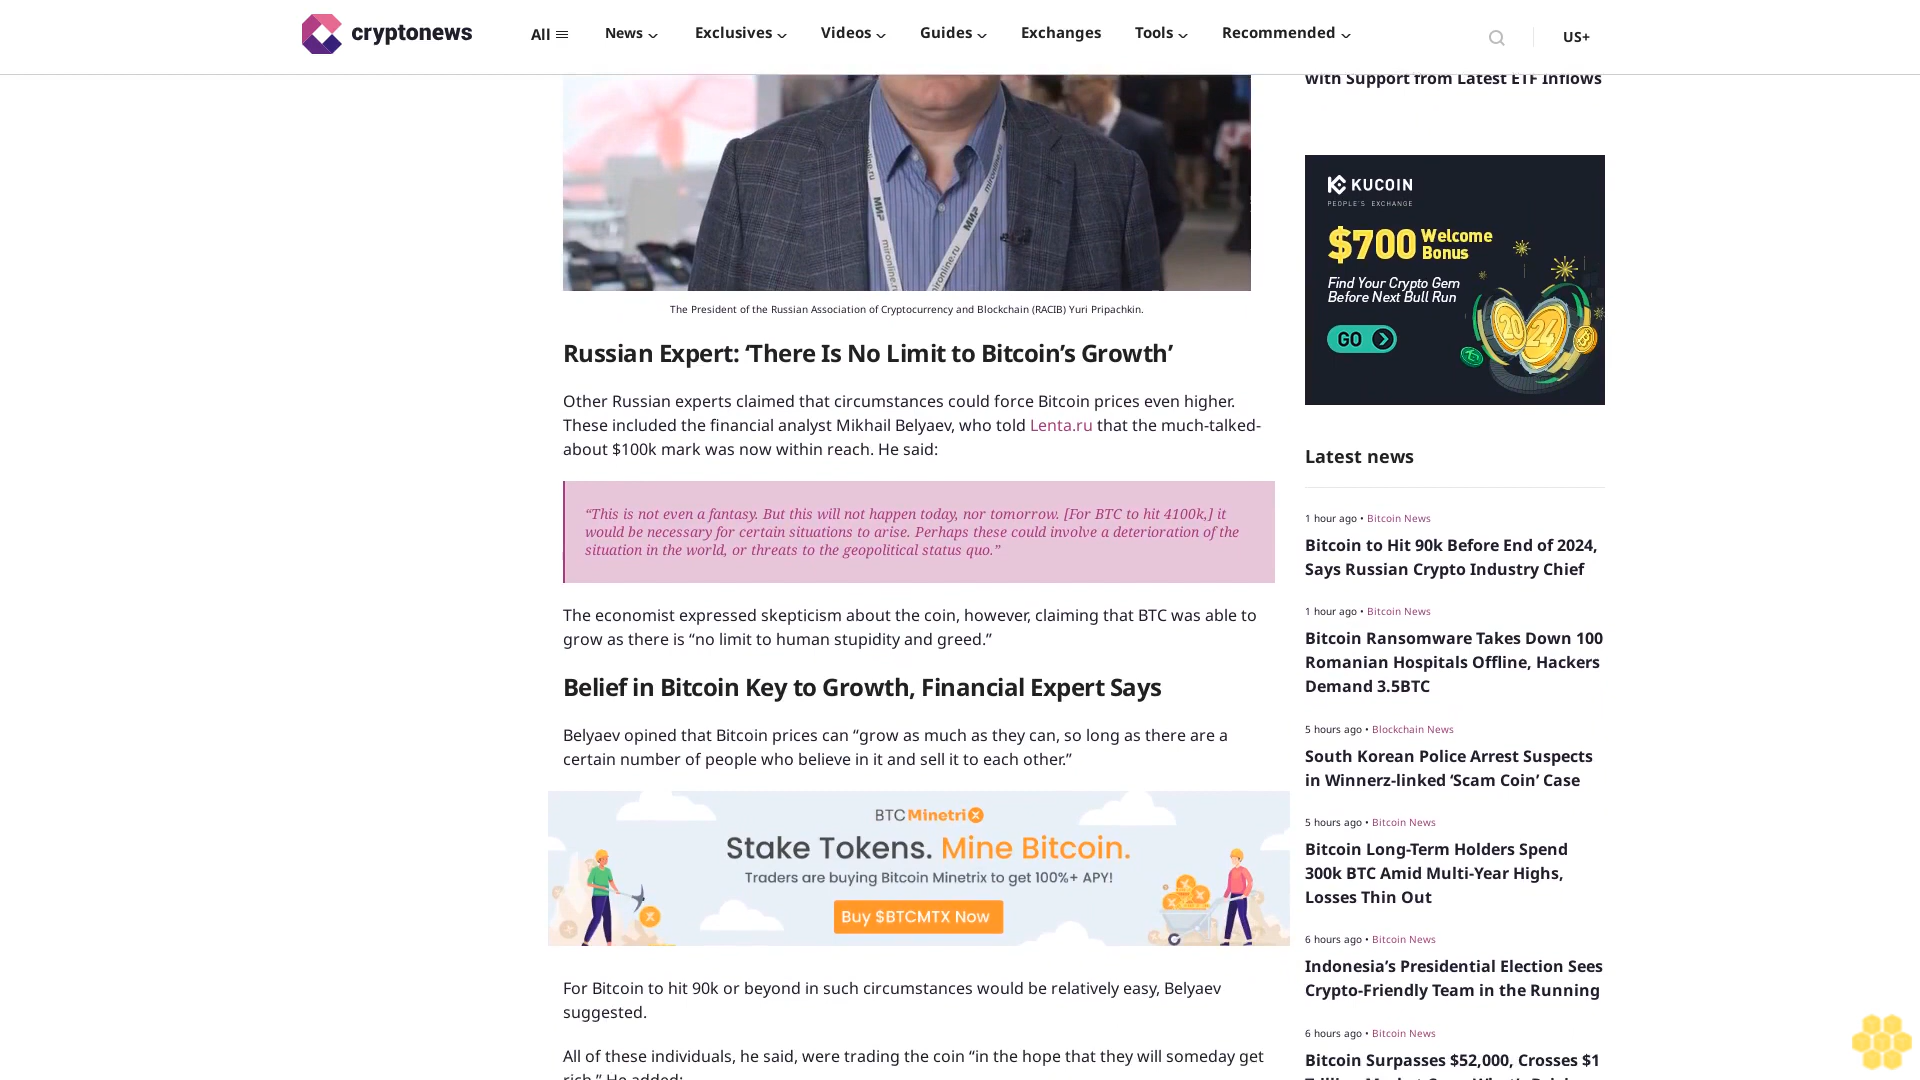 cryptonews
All
News
Exclusives
Videos
Guides
Exchanges
Tools
Recommended
US+
МИР
mironline.ru
mironline.ru
The President of the Russian Association of Cryptocurrency and Blockchain (RACIB) Yuri Pripachkin.
Russian Expert: ‘There Is No Limit to Bitcoin’s Growth’
Other Russian experts claimed that circumstances could force Bitcoin prices even higher.
These included the financial analyst Mikhail Belyaev, who told Lenta.ru that the much-talked-
about $100k mark was now within reach. He said:
“This is not even a fantasy. But this will not happen today, nor tomorrow. [For BTC to hit 4100k,] it
would be necessary for certain situations to arise. Perhaps these could involve a deterioration of the
situation in the world, or threats to the geopolitical status quo.”
The economist expressed skepticism about the coin, however, claiming that BTC was able to
grow as there is “no limit to human stupidity and greed.”
Belief in Bitcoin Key to Growth, Financial Expert Says
Belyaev opined that Bitcoin prices can “grow as much as they can, so long as there are a
certain number of people who believe in it and sell it to each other.”
BTC Minetrix
Stake Tokens. Mine Bitcoin.
Traders are buying Bitcoin Minetrix to get 100%+ APY!
Buy $BTCMTX Now
For Bitcoin to hit 90k or beyond in such circumstances would be relatively easy, Belyaev
suggested.
All of these individuals, he said, were trading the coin “in the hope that they will someday get
rich.” He added:
with Support from Latest ETF Inflows
KUCOIN
PEOPLE'S EXCHANGE
$700 Welcome
Bonus
Find Your Crypto Gem
Before Next Bull Run
GO
20 24
Latest news
1 hour ago • Bitcoin News
Bitcoin to Hit 90k Before End of 2024,
Says Russian Crypto Industry Chief
1 hour ago • Bitcoin News
Bitcoin Ransomware Takes Down 100
Romanian Hospitals Offline, Hackers
Demand 3.5BTC
5 hours ago • Blockchain News
South Korean Police Arrest Suspects
in Winnerz-linked ‘Scam Coin’ Case
5 hours ago • Bitcoin News
Bitcoin Long-Term Holders Spend
300k BTC Amid Multi-Year Highs,
Losses Thin Out
6 hours ago • Bitcoin News
Indonesia’s Presidential Election Sees
Crypto-Friendly Team in the Running
6 hours ago • Bitcoin News
Bitcoin Surpasses $52,000, Crosses $1